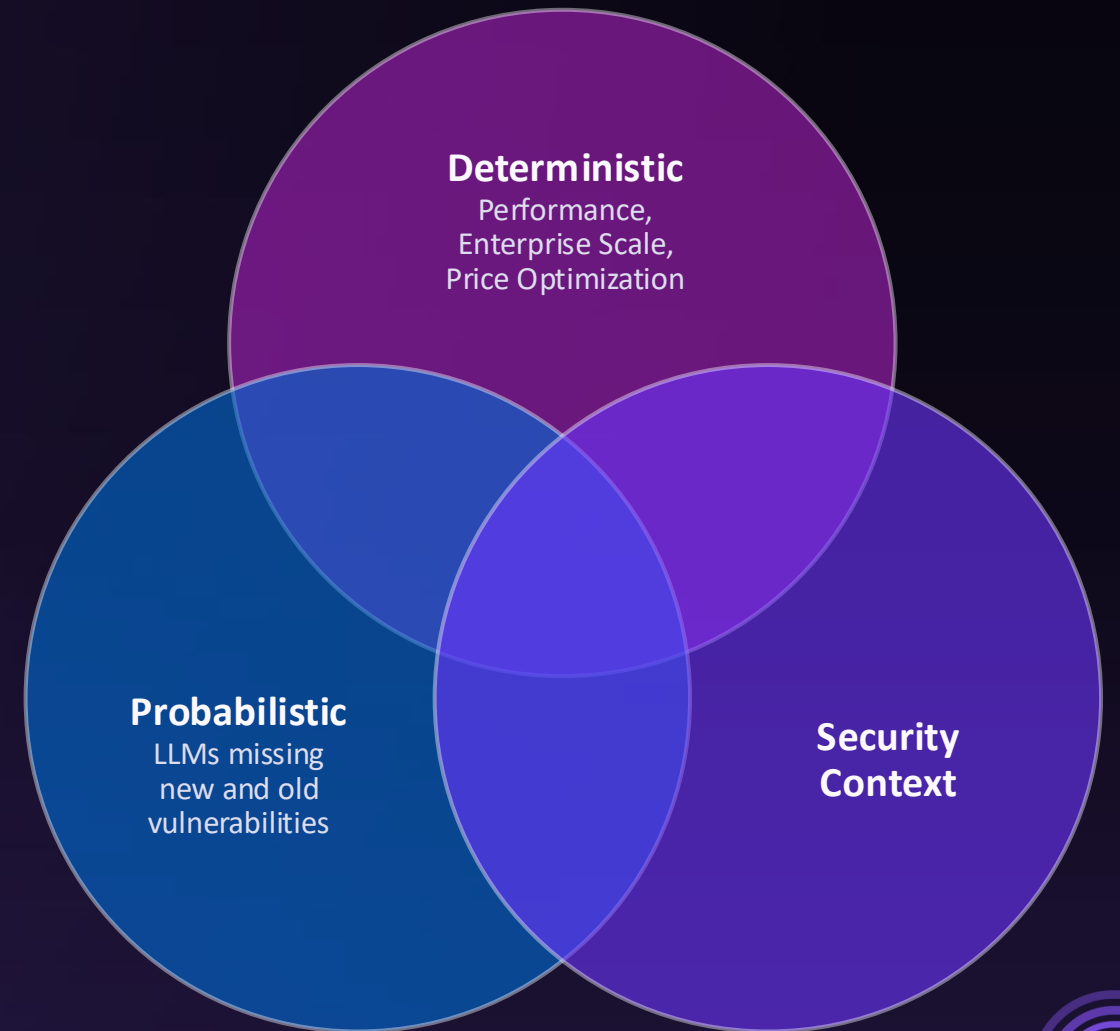 Deterministic
Performance,
Enterprise Scale,
Price Optimization
Probabilistic
LLMs missing
new and old
vulnerabilities
Security
Context